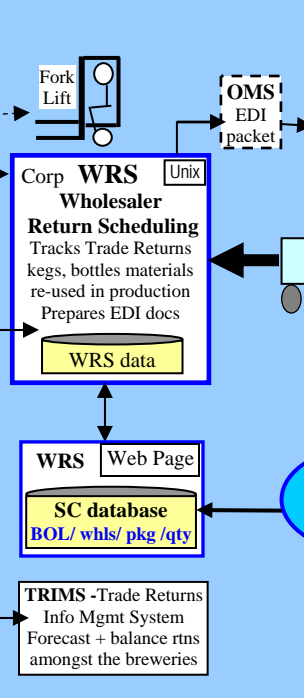 Fork
Lift
OMS
EDI
packet
Corp WRS Unix
Wholesaler
Return Scheduling
Tracks Trade Returns
kegs, bottles materials
re-used in production
Prepares EDI docs
WRS data
WRS Web Page
SC database
BOL/ whls/ pkg /qty
TRIMS -Trade Returns
Info Mgmt System
Forecast + balance rtns
amongst the breweries